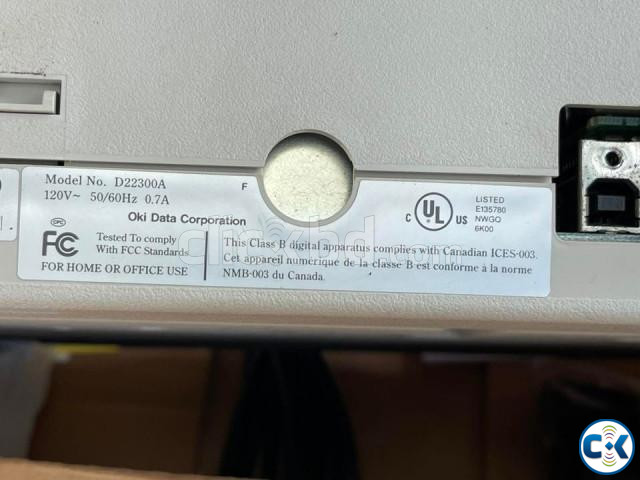 Model No. D22300A
F
120V~ 50/60Hz 0.7A
Oki Data Corporation
FC
Tested To comply
With FCC Standards
FOR HOME OR OFFICE USE
C UL US
LISTED
E135780
NWGQ
6K00
This Class B digital apparatus complies with Canadian ICES-003.
Cet appareil numérique de la classe B est conforme à la norme
NMB-003 du Canada.